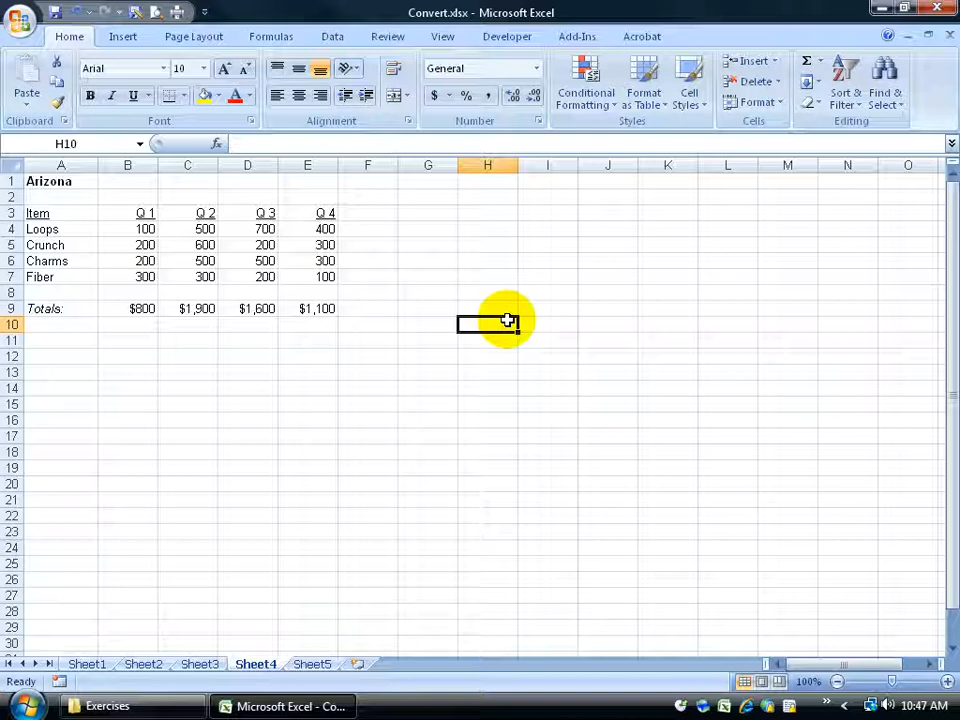 Convert.xlsx - Microsoft Excel
Home Insert Page Layout Formulas Data Review View Developer Add-Ins Acrobat
Paste
Arial 10
B I U
General
$ % ,
Conditional Formatting
Format as Table
Cell Styles
Insert
Delete
Format
Σ
Sort & Filter
Find & Select
Clipboard Font Alignment Number Styles Cells Editing
H10 fx
A B C D E F G H I J K L M N O
1 Arizona
2
3 Item Q 1 Q 2 Q 3 Q 4
4 Loops 100 500 700 400
5 Crunch 200 600 200 300
6 Charms 200 500 500 300
7 Fiber 300 300 200 100
8
9 Totals: $800 $1,900 $1,600 $1,100
10
11
12
13
14
15
16
17
18
19
20
21
22
23
24
25
26
27
28
29
30
Sheet1 Sheet2 Sheet3 Sheet4 Sheet5
Ready 100%
Exercises Microsoft Excel - Co... 10:47 AM